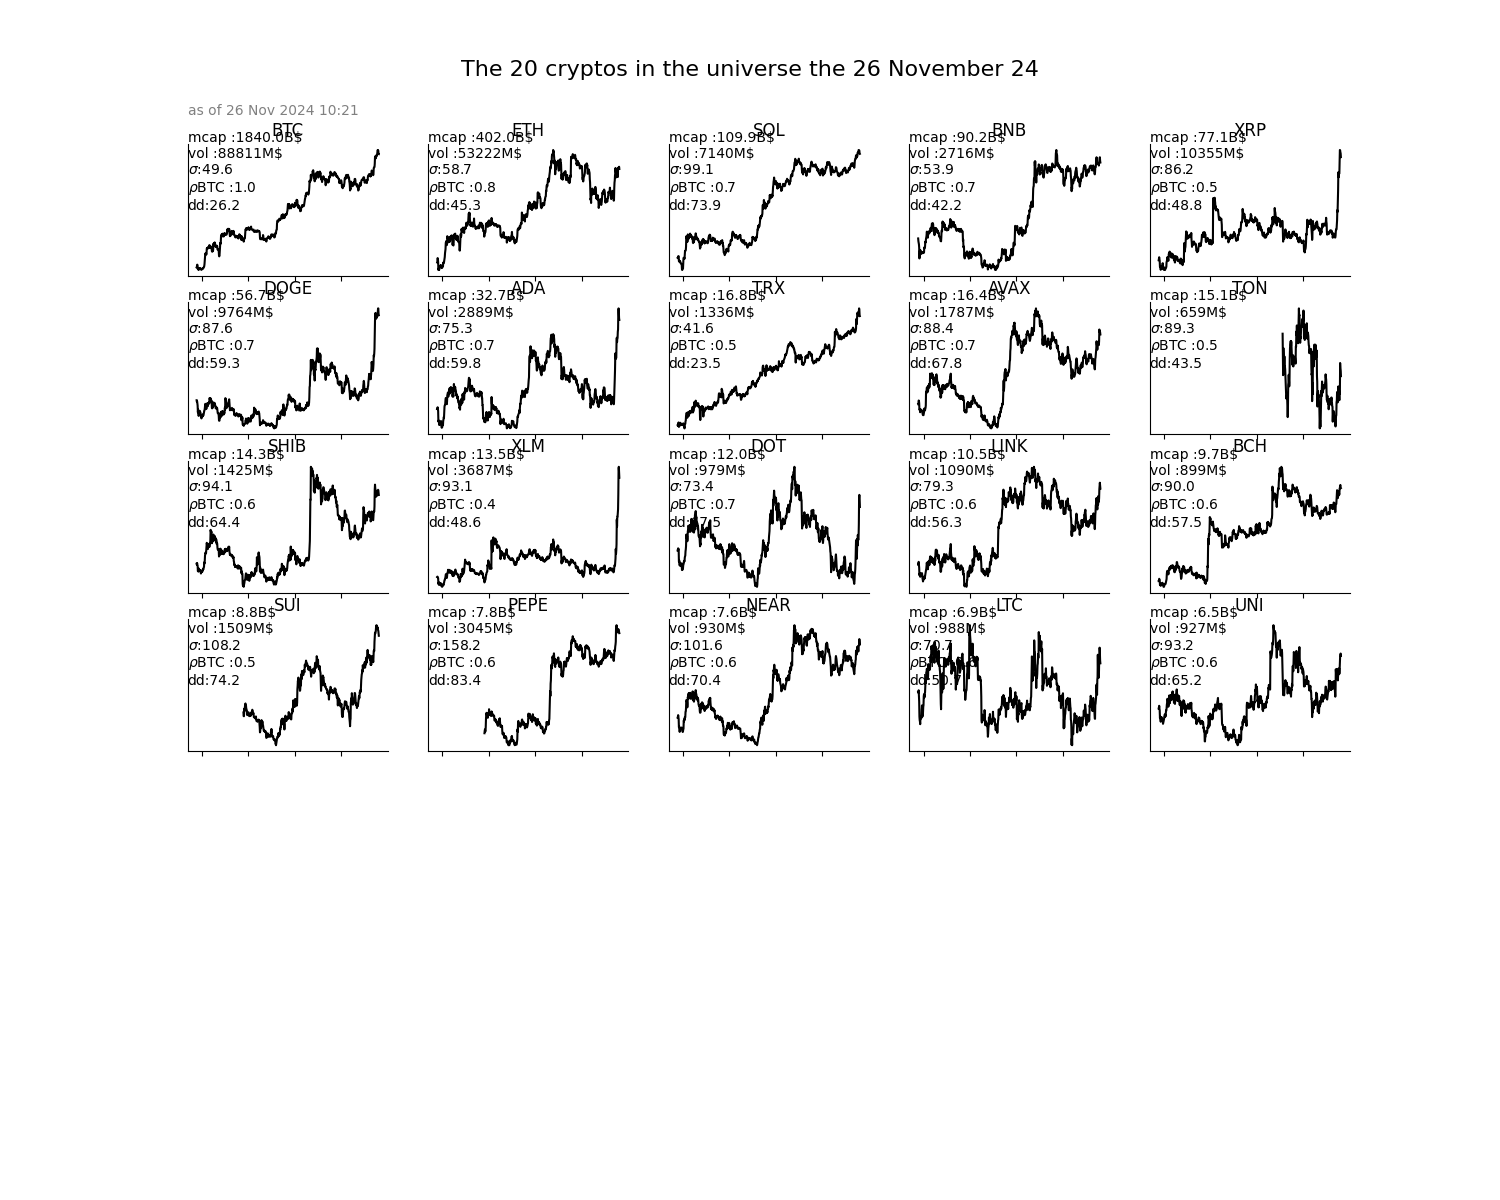 The 20 cryptos in the universe the 26 November 24
as of 26 Nov 2024 10:21
BTC
mcap :1840.0B$
vol :88811M$
σ:49.6
ρBTC :1.0
dd:26.2
ETH
mcap :402.0B$
vol :53222M$
σ:58.7
ρBTC :0.8
dd:45.3
SOL
mcap :109.9B$
vol :7140M$
σ:99.1
ρBTC :0.7
dd:73.9
BNB
mcap :90.2B$
vol :2716M$
σ:53.9
ρBTC :0.7
dd:42.2
XRP
mcap :77.1B$
vol :10355M$
σ:86.2
ρBTC :0.5
dd:48.8
DOGE
mcap :56.7B$
vol :9764M$
σ:87.6
ρBTC :0.7
dd:59.3
ADA
mcap :32.7B$
vol :2889M$
σ:75.3
ρBTC :0.7
dd:59.8
TRX
mcap :16.8B$
vol :1336M$
σ:41.6
ρBTC :0.5
dd:23.5
AVAX
mcap :16.4B$
vol :1787M$
σ:88.4
ρBTC :0.7
dd:67.8
TON
mcap :15.1B$
vol :659M$
σ:89.3
ρBTC :0.5
dd:43.5
SHIB
mcap :14.3B$
vol :1425M$
σ:94.1
ρBTC :0.6
dd:64.4
XLM
mcap :13.5B$
vol :3687M$
σ:93.1
ρBTC :0.4
dd:48.6
DOT
mcap :12.0B$
vol :979M$
σ:73.4
ρBTC :0.7
LINK
mcap :10.5B$
vol :1090M$
σ:79.3
ρBTC :0.6
dd:56.3
BCH
mcap :9.7B$
vol :899M$
σ:90.0
ρBTC :0.6
dd:57.5
SUI
mcap :8.8B$
vol :1509M$
σ:108.2
ρBTC :0.5
dd:74.2
PEPE
mcap :7.8B$
vol :3045M$
σ:158.2
ρBTC :0.6
dd:83.4
NEAR
mcap :7.6B$
vol :930M$
σ:101.6
ρBTC :0.6
dd:70.4
LTC
mcap :6.9B$
vol :988M$
σ:70.7
ρBTC
dd:50.7
UNI
mcap :6.5B$
vol :927M$
σ:93.2
ρBTC :0.6
dd:65.2